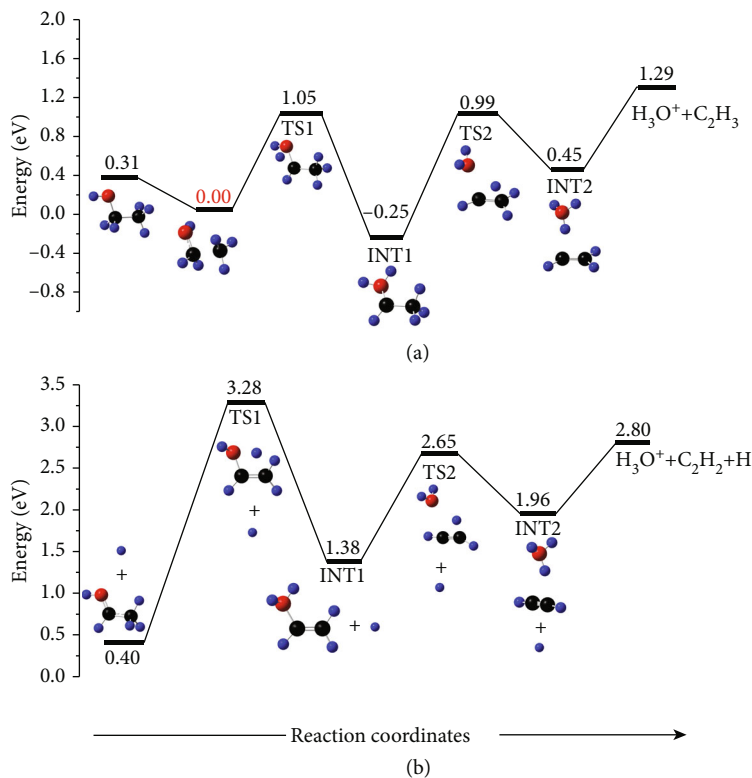 2.0
1.6
1.2
0.8
0.4
0.0
–0.4
–0.8
Energy (eV)
0.31
0.00
1.05
TS1
–0.25
INT1
0.99
TS2
0.45
INT2
1.29
H₃O⁺+C₂H₃
(a)
3.5
3.0
2.5
2.0
1.5
1.0
0.5
0.0
Energy (eV)
+
0.40
3.28
TS1
+
1.38
INT1
+
2.65
TS2
+
1.96
INT2
+
2.80
H₃O⁺+C₂H₂+H
Reaction coordinates
(b)